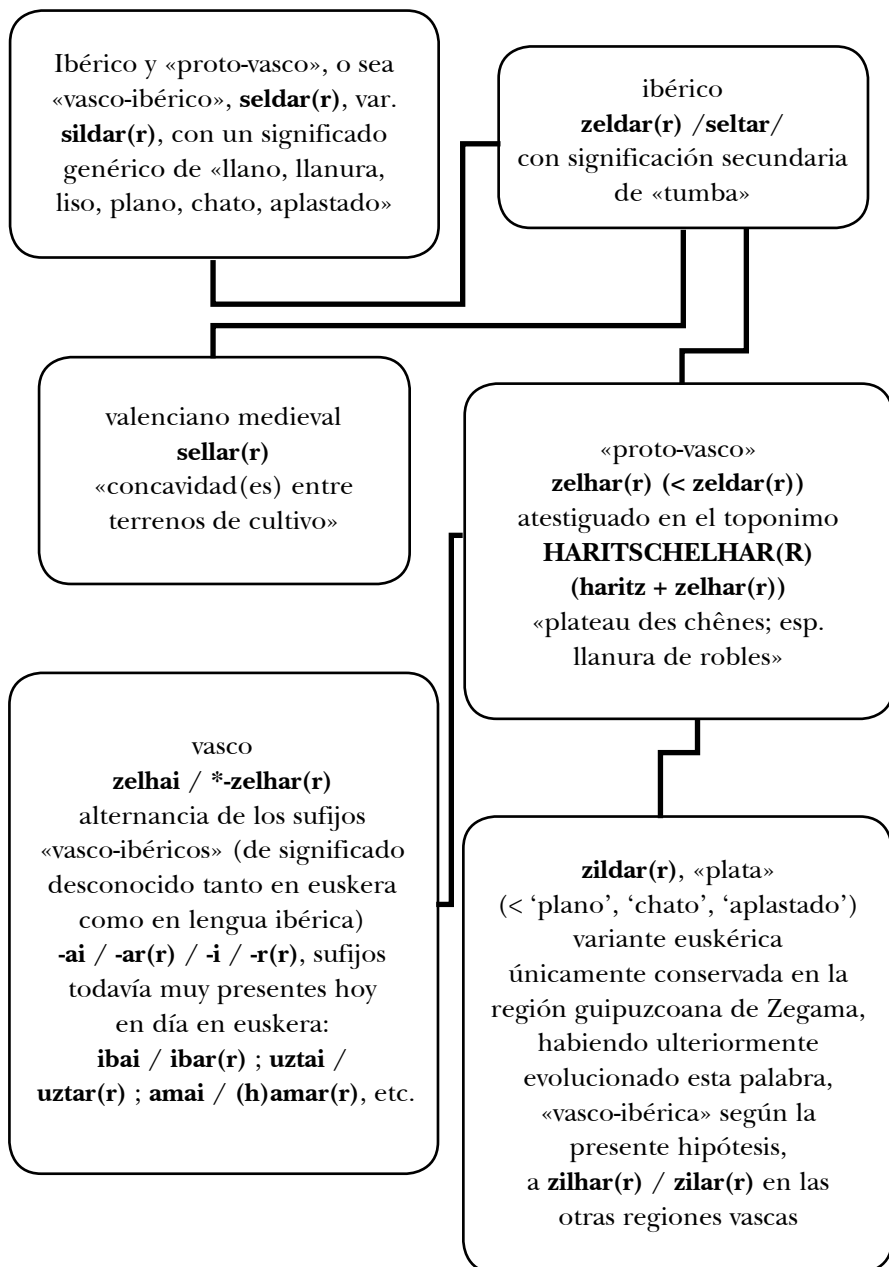 Ibérico y «proto-vasco», o sea
«vasco-ibérico», seldar(r), var.
sildar(r), con un significado
genérico de «llano, llanura,
liso, plano, chato, aplastado»
ibérico
zeldar(r) /seltar/
con significación secundaria
de «tumba»
valenciano medieval
sellar(r)
«concavidad(es) entre
terrenos de cultivo»
«proto-vasco»
zelhar(r) (< zeldar(r))
atestiguado en el toponimo
HARITSCHELHAR(R)
(haritz + zelhar(r))
«plateau des chênes; esp.
llanura de robles»
vasco
zelhai / *-zelhar(r)
alternancia de los sufijos
«vasco-ibéricos» (de significado
desconocido tanto en euskera
como en lengua ibérica)
-ai / -ar(r) / -i / -r(r), sufijos
todavía muy presentes hoy
en día en euskera:
ibai / ibar(r) ; uztai /
uztar(r) ; amai / (h)amar(r), etc.
zildar(r), «plata»
(< ‘plano’, ‘chato’, ‘aplastado’)
variante euskérica
únicamente conservada en la
región guipuzcoana de Zegama,
habiendo ulteriormente
evolucionado esta palabra,
«vasco-ibérica» según la
presente hipótesis,
a zilhar(r) / zilar(r) en las
otras regiones vascas